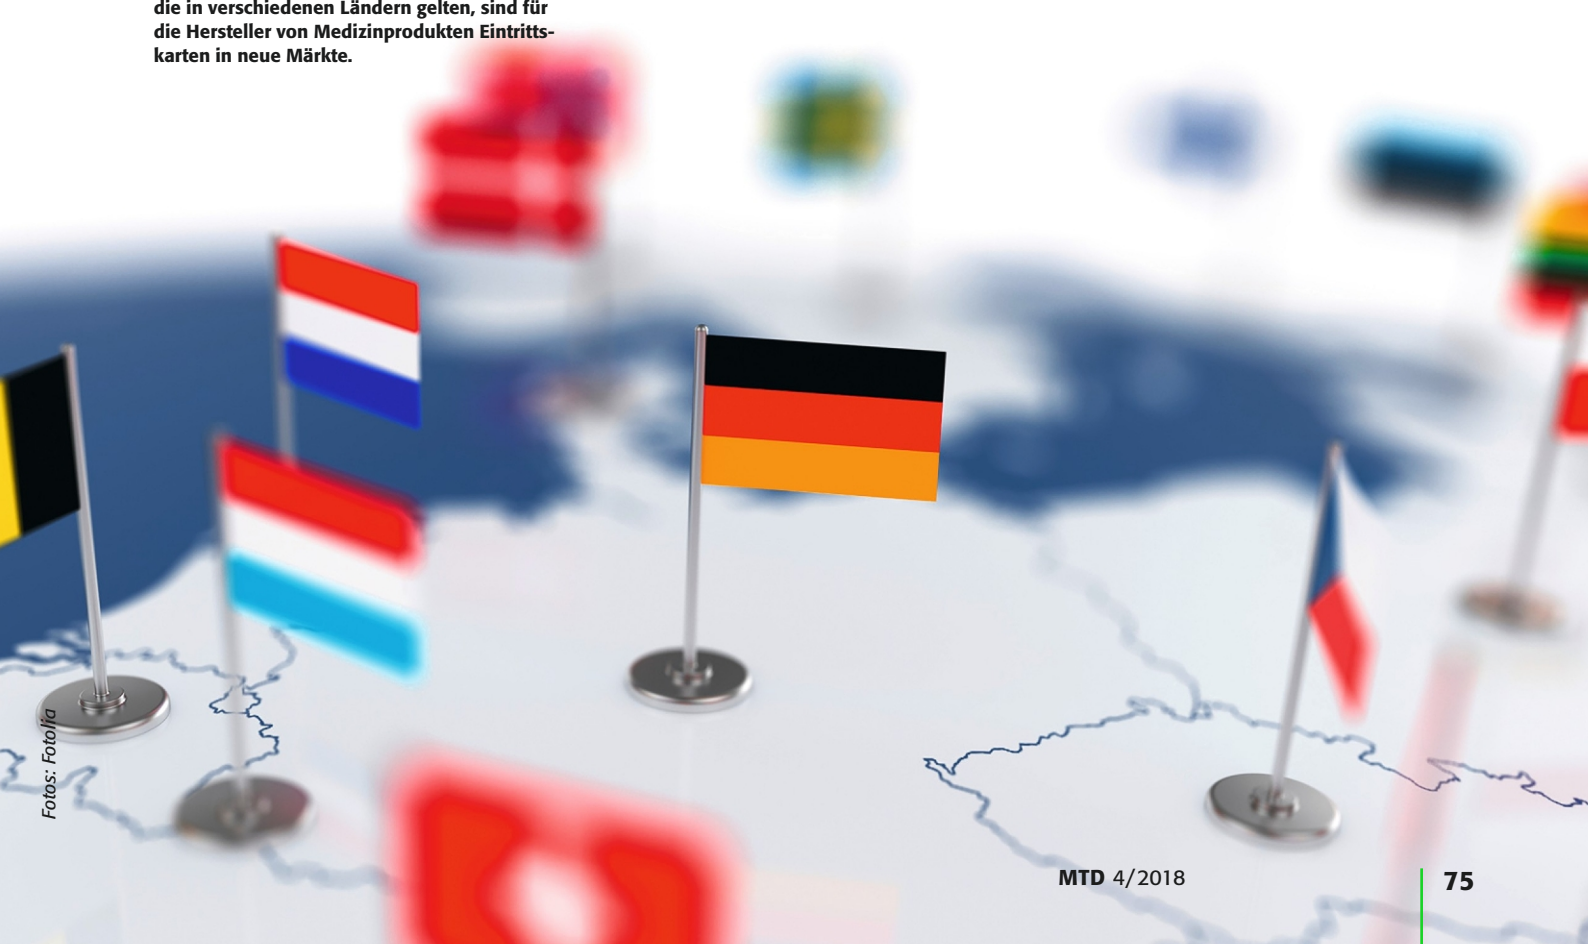 die in verschiedenen Ländern gelten, sind für
die Hersteller von Medizinprodukten Eintritts-
karten in neue Märkte.
Fotos: Fotolia
MTD 4/2018
75